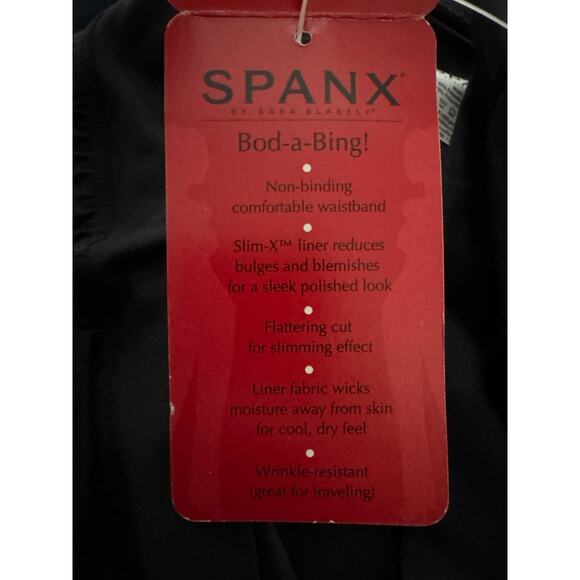 SPANX®
BY SARA BLAKELY®
Bod-a-Bing!
Non-binding
comfortable waistband
Slim-X™ liner reduces
bulges and blemishes
for a sleek polished look
Flattering cut
for slimming effect
Liner fabric wicks
moisture away from skin
for cool, dry feel
Wrinkle-resistant
(great for traveling)